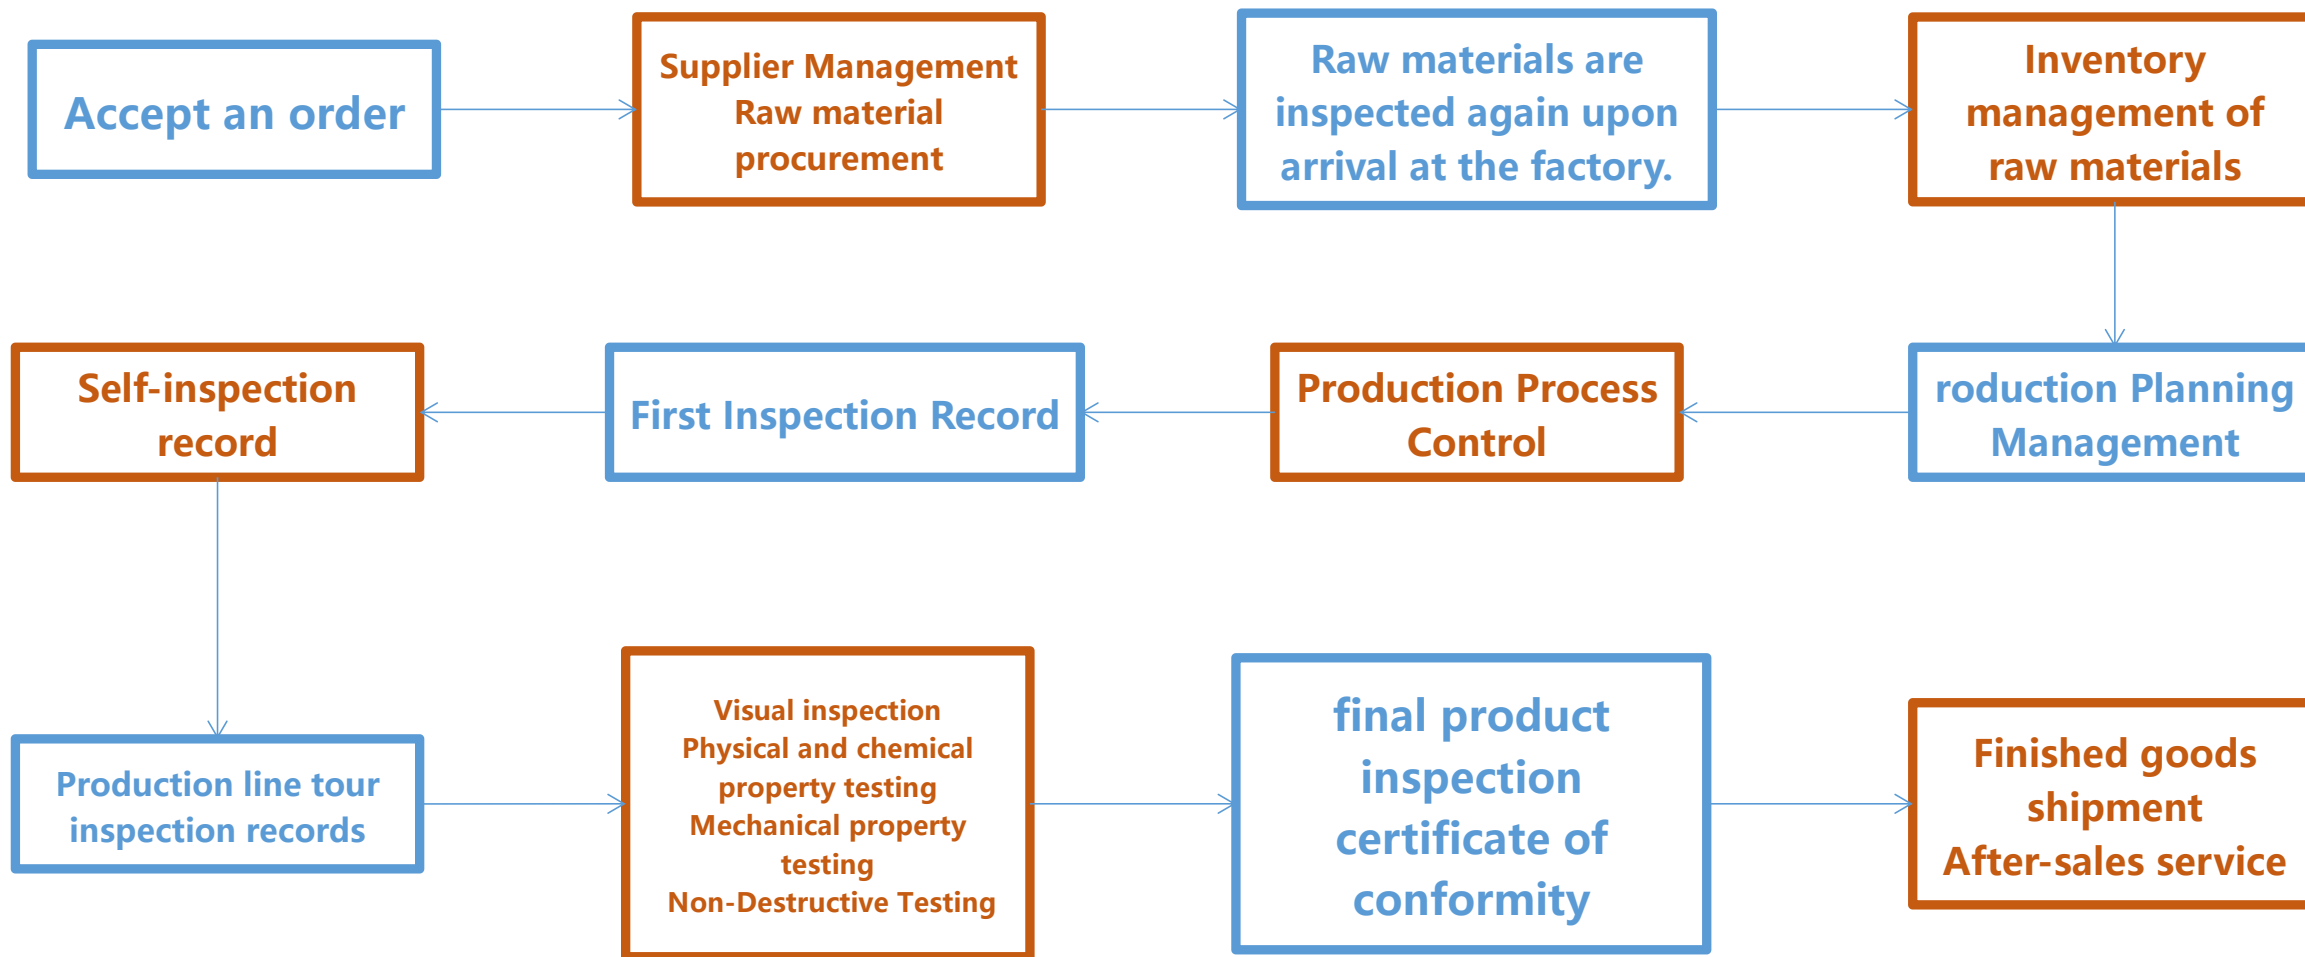 Accept an order
Supplier Management
Raw material
procurement
Raw materials are
inspected again upon
arrival at the factory.
Inventory
management of
raw materials
Self-inspection
record
First Inspection Record
Production Process
Control
roduction Planning
Management
Production line tour
inspection records
Visual inspection
Physical and chemical
property testing
Mechanical property
testing
Non-Destructive Testing
final product
inspection
certificate of
conformity
Finished goods
shipment
After-sales service